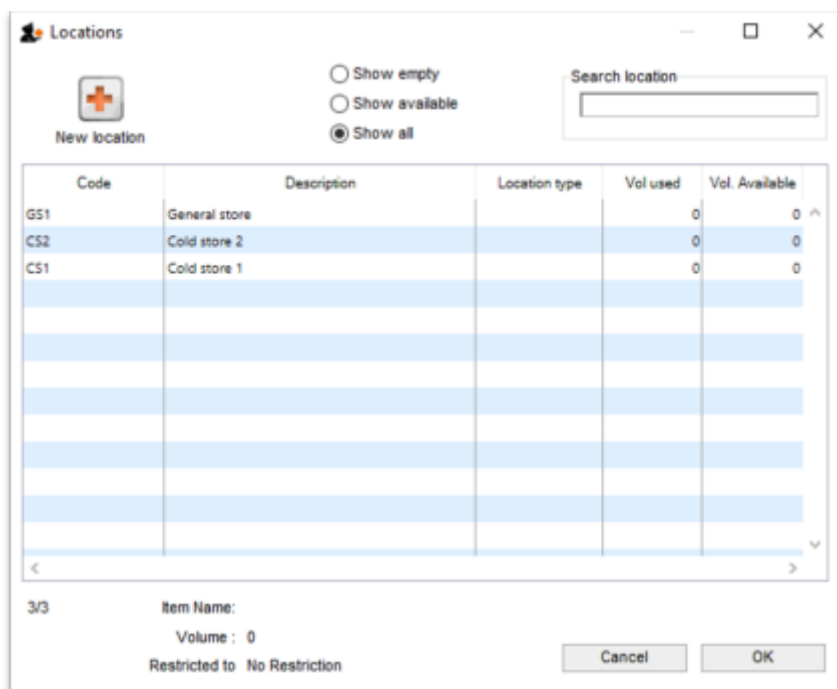 Locations
Show empty
Search location
Show available
New location
Show all
Code Description Location type Vol used Vol. Available
GS1 General store 0 0
CS2 Cold store 2 0 0
CS1 Cold store 1 0 0
3/3 Item Name:
Volume : 0
Restricted to No Restriction
Cancel OK